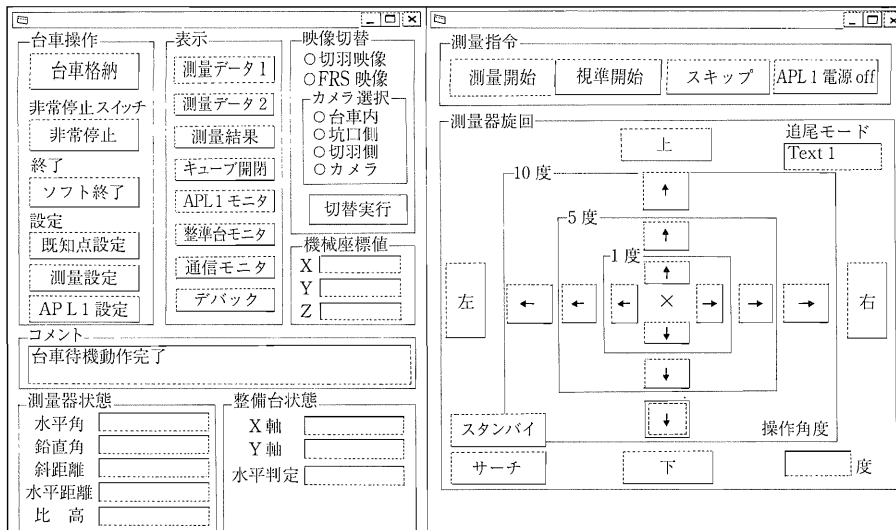 台車操作
台車格納
非常停止スイッチ
非常停止
終了
ソフト終了
設定
既知点設定
測量設定
APL1設定
表示
測量データ1
測量データ2
測量結果
キューブ開閉
APL1モニタ
整準台モニタ
通信モニタ
デバック
映像切替
○切羽映像
○FRS 映像
カメラ選択
○台車内
○坑口側
○切羽側
○カメラ
切替実行
機械座標値
X
Y
Z
コメント
台車待機動作完了
測量器状態
水平角
鉛直角
斜距離
水平距離
比　高
整備台状態
X 軸
Y 軸
水平判定
測量指令
測量開始
視準開始
スキップ
APL1電源 off
測量器旋回
追尾モード
Text 1
上
10 度
↑
5 度
↑
1 度
↑
左
← ← ← × → → →
右
↓
↓
↓
スタンバイ
操作角度
サーチ
下
度